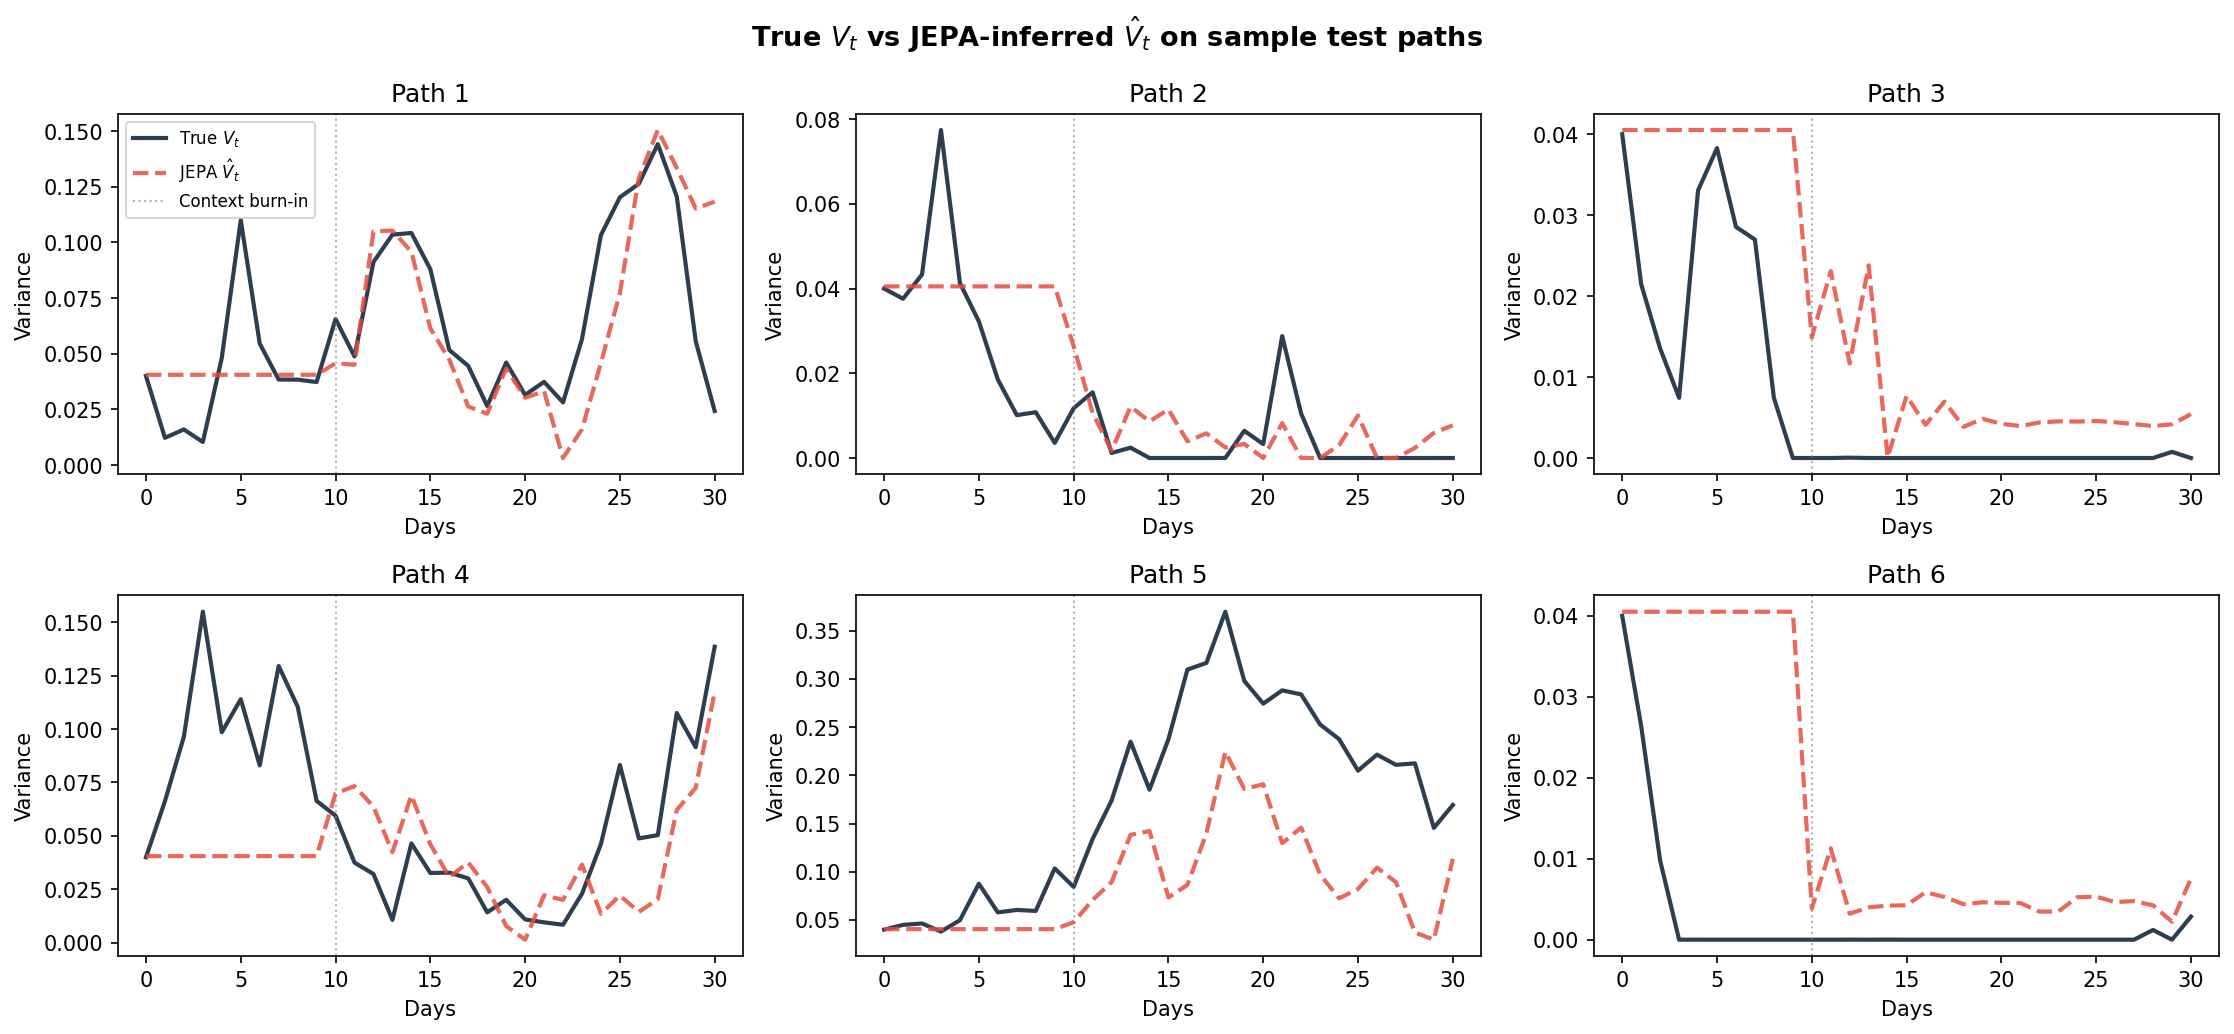 True V_t vs JEPA-inferred V̂_t on sample test paths
Path 1
Variance
0.150
0.125
0.100
0.075
0.050
0.025
0.000
True V_t
JEPA V̂_t
Context burn-in
0 5 10 15 20 25 30
Days
Path 2
Variance
0.08
0.06
0.04
0.02
0.00
0 5 10 15 20 25 30
Days
Path 3
Variance
0.04
0.03
0.02
0.01
0.00
0 5 10 15 20 25 30
Days
Path 4
Variance
0.150
0.125
0.100
0.075
0.050
0.025
0.000
0 5 10 15 20 25 30
Days
Path 5
Variance
0.35
0.30
0.25
0.20
0.15
0.10
0.05
0 5 10 15 20 25 30
Days
Path 6
Variance
0.04
0.03
0.02
0.01
0.00
0 5 10 15 20 25 30
Days